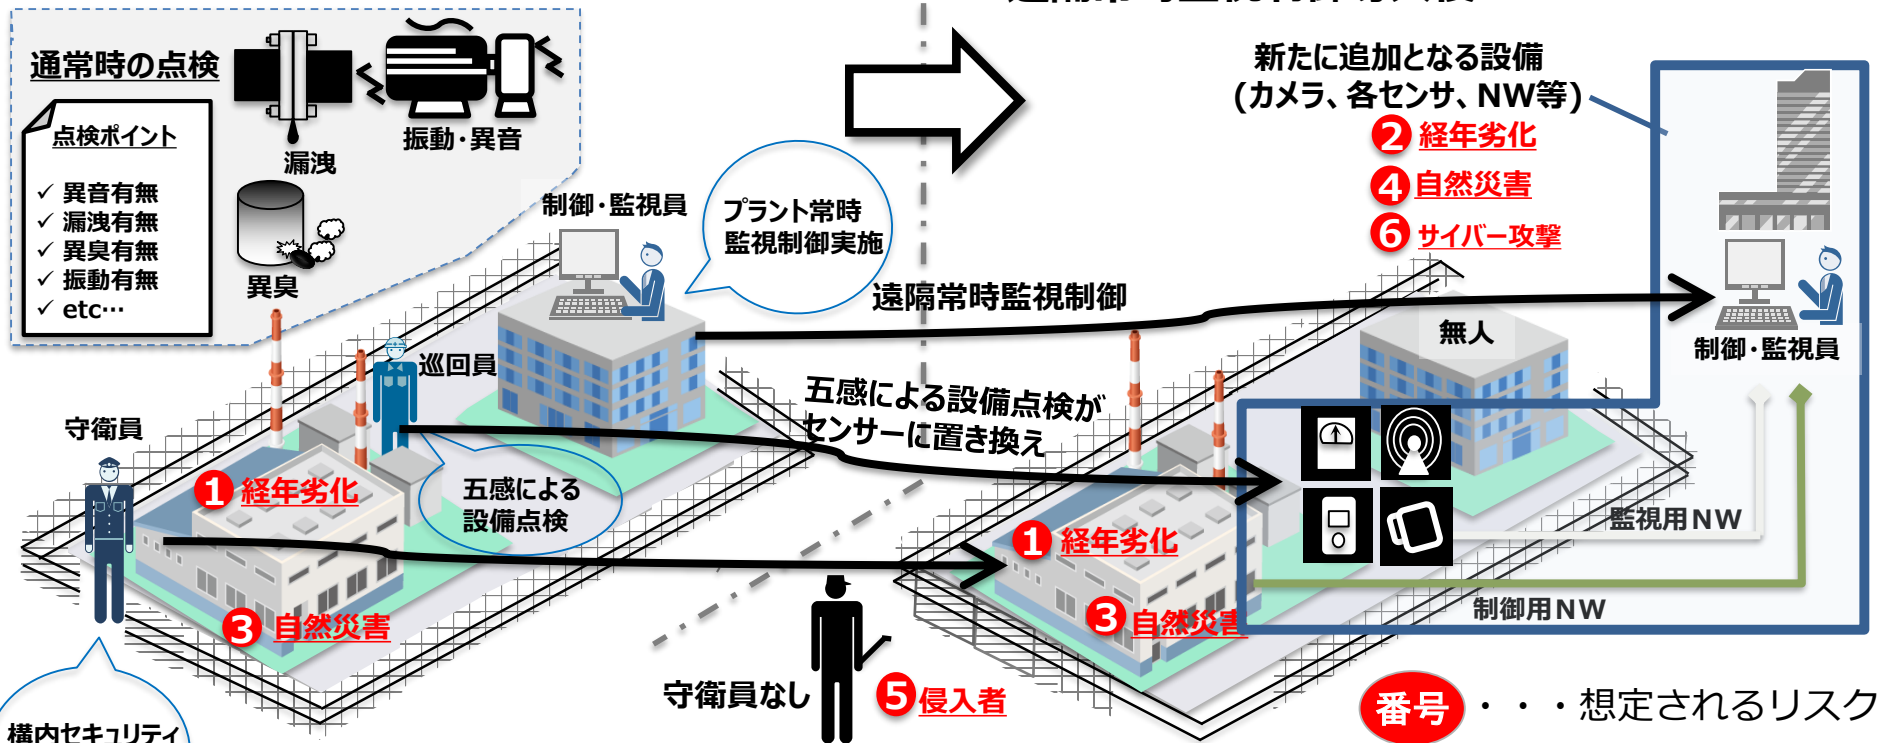 通常時の点検
点検ポイント
✓ 異音有無
✓ 漏洩有無
✓ 異臭有無
✓ 振動有無
✓ etc…
漏洩
振動・異音
異臭
制御・監視員
プラント常時
監視制御実施
巡回員
守衛員
五感による
設備点検
❶ 経年劣化
❸ 自然災害
構内セキュリティ
遠隔常時監視制御
五感による設備点検が
センサーに置き換え
守衛員なし
❺ 侵入者
新たに追加となる設備
(カメラ、各センサ、NW等)
❷ 経年劣化
❹ 自然災害
❻ サイバー攻撃
無人
制御・監視員
❶ 経年劣化
❸ 自然災害
監視用NW
制御用NW
番号 ・・・想定されるリスク